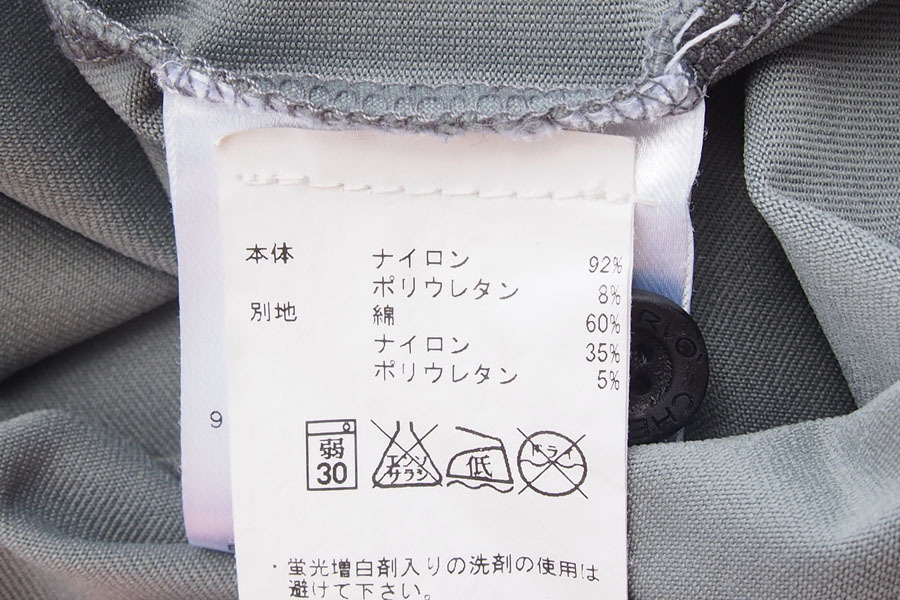 本体 ナイロン 92%
ポリウレタン 8%
別地 綿 60%
ナイロン 35%
ポリウレタン 5%
9
弱
30
エンソ
サラシ
低
ドライ
・蛍光増白剤入りの洗剤の使用は
避けて下さい。